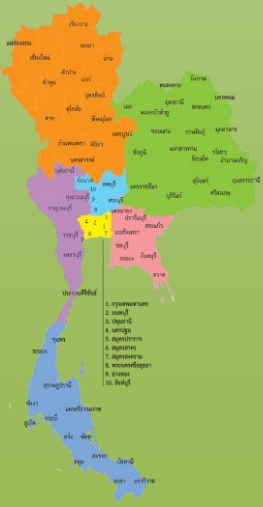 เชียงราย
แม่ฮ่องสอน
พะเยา
เชียงใหม่
น่าน
ลำปาง
ลำพูน
แพร่
อุตรดิตถ์
สุโขทัย
ตาก
พิษณุโลก
กำแพงเพชร
พิจิตร
เพชรบูรณ์
นครสวรรค์
อุทัยธานี
บึงกาฬ
หนองคาย
เลย
อุดรธานี
นครพนม
หนองบัวลำภู
สกลนคร
ขอนแก่น
กาฬสินธุ์
มุกดาหาร
ชัยภูมิ
มหาสารคาม
ร้อยเอ็ด
ยโสธร
อำนาจเจริญ
นครราชสีมา
บุรีรัมย์
สุรินทร์
ศรีสะเกษ
อุบลราชธานี
ชัยนาท
ลพบุรี
10
สุพรรณบุรี
9
8
สระบุรี
กาญจนบุรี
นครนายก
ปราจีนบุรี
สระแก้ว
4
2
3
1
5
6
7
ราชบุรี
ฉะเชิงเทรา
ชลบุรี
ระยอง
จันทบุรี
ตราด
เพชรบุรี
ประจวบคีรีขันธ์
1. กรุงเทพมหานคร
2. นนทบุรี
3. ปทุมธานี
4. นครปฐม
5. สมุทรปราการ
6. สมุทรสาคร
7. สมุทรสงคราม
8. พระนครศรีอยุธยา
9. อ่างทอง
10. สิงห์บุรี
ชุมพร
ระนอง
สุราษฎร์ธานี
พังงา
นครศรีธรรมราช
กระบี่
ภูเก็ต
ตรัง
พัทลุง
สตูล
สงขลา
ปัตตานี
ยะลา
นราธิวาส